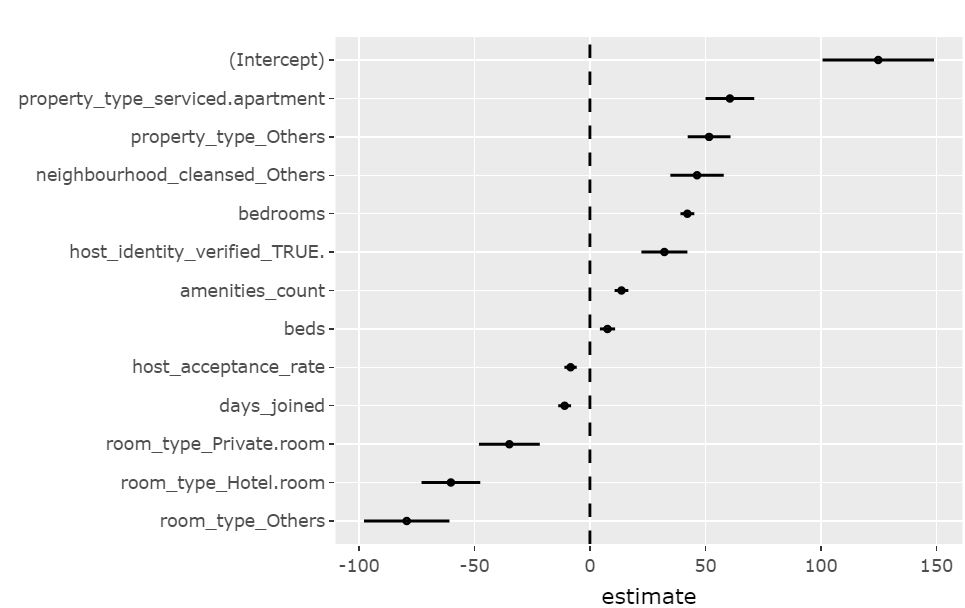 (Intercept)
property_type_serviced.apartment
property_type_Others
neighbourhood_cleansed_Others
bedrooms
host_identity_verified_TRUE.
amenities_count
beds
host_acceptance_rate
days_joined
room_type_Private.room
room_type_Hotel.room
room_type_Others
-100 -50 0 50 100 150
estimate